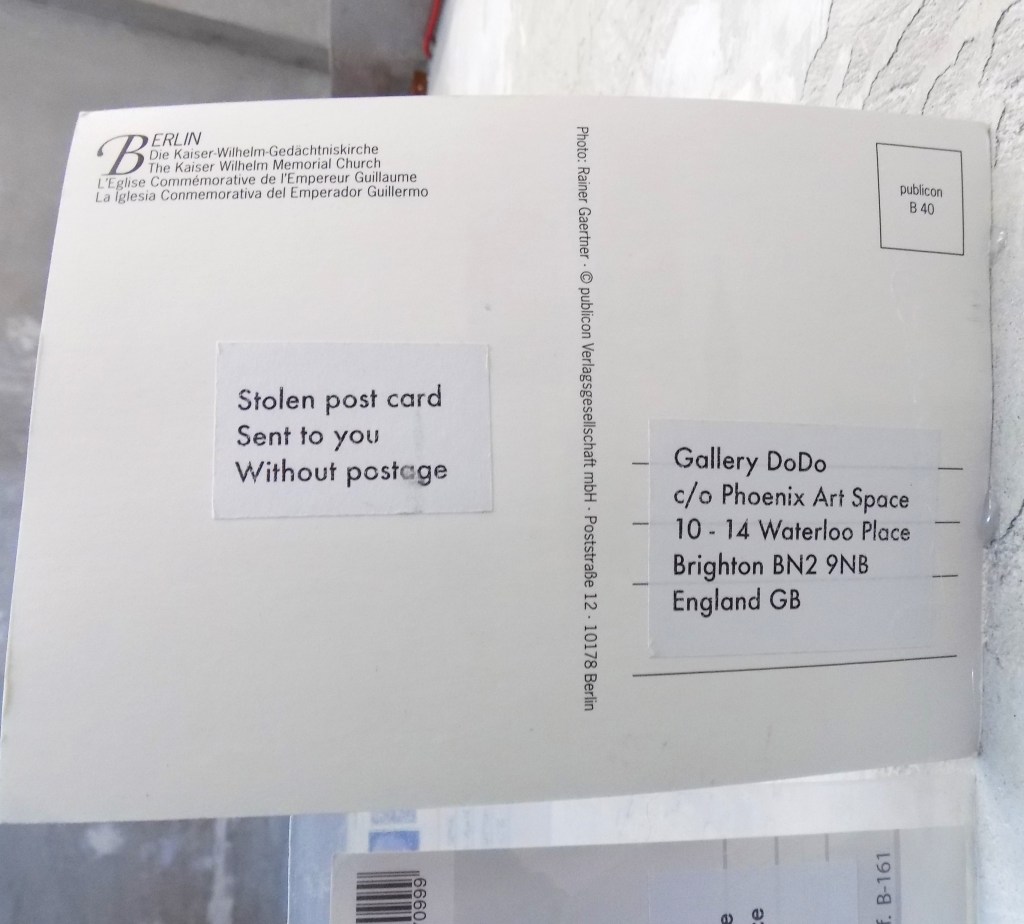 BERLIN
Die Kaiser-Wilhelm-Gedächtniskirche
The Kaiser Wilhelm Memorial Church
L'Eglise Commémorative de l'Empereur Guillaume
La Iglesia Conmemorativa del Emperador Guillermo
Stolen post card
Sent to you
Without postage
Photo: Rainer Gaertner · © publicon Verlagsgesellschaft mbH · Poststraße 12 · 10178 Berlin
publicon
B 40
Gallery DoDo
c/o Phoenix Art Space
10 - 14 Waterloo Place
Brighton BN2 9NB
England GB
B-161